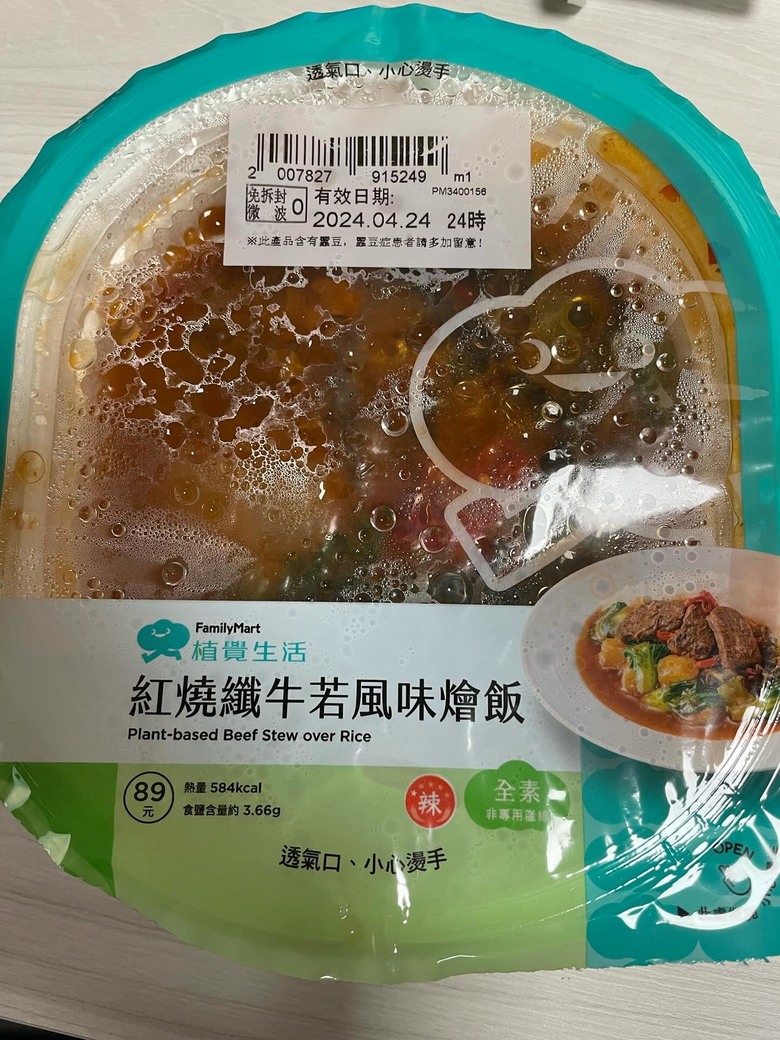 透氣口、小心燙手
2 007827 915249 m1
免拆封
微波 0
有效日期:
PM3400156
2024.04.24 24時
※此產品含有蠶豆，蠶豆症患者請多加留意!
FamilyMart
植覺生活
紅燒纖牛若風味燴飯
Plant-based Beef Stew over Rice
89
元
熱量 584kcal
食鹽含量約 3.66g
辣
全素
非專用產線
透氣口、小心燙手
OPEN